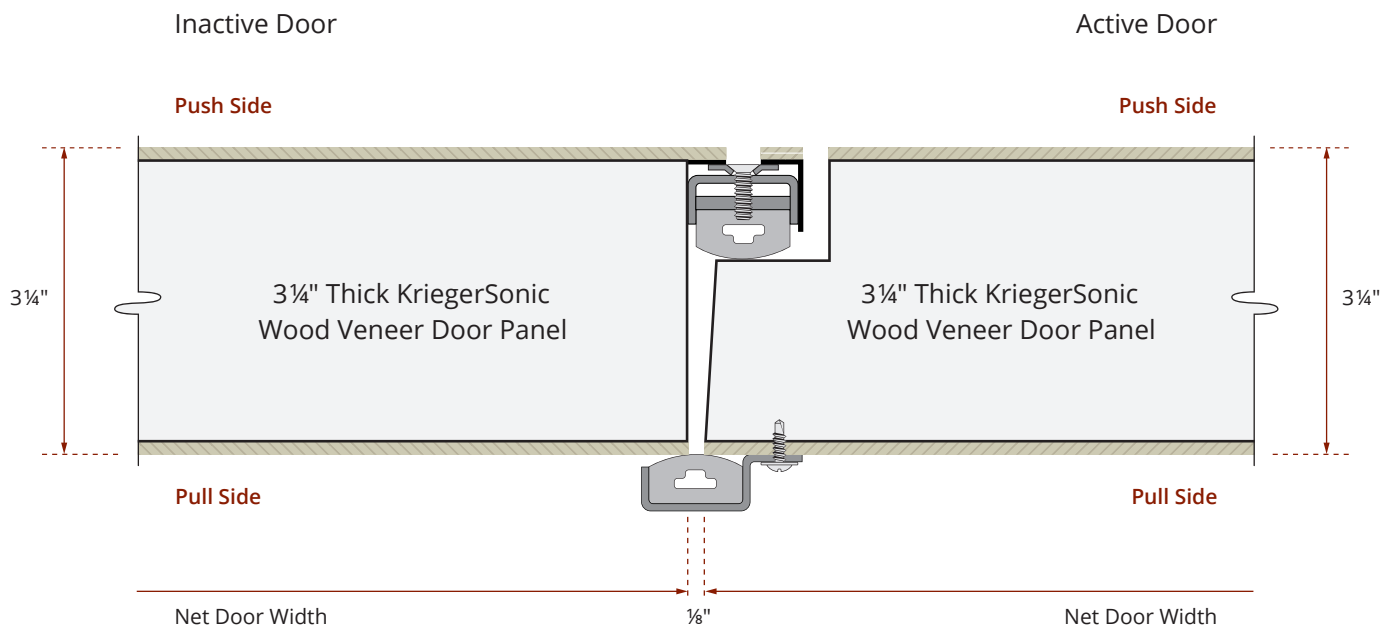 Inactive Door
Active Door
Push Side
Push Side
3¼"
3¼" Thick KriegerSonic
Wood Veneer Door Panel
3¼" Thick KriegerSonic
Wood Veneer Door Panel
3¼"
Pull Side
Pull Side
Net Door Width
⅛"
Net Door Width